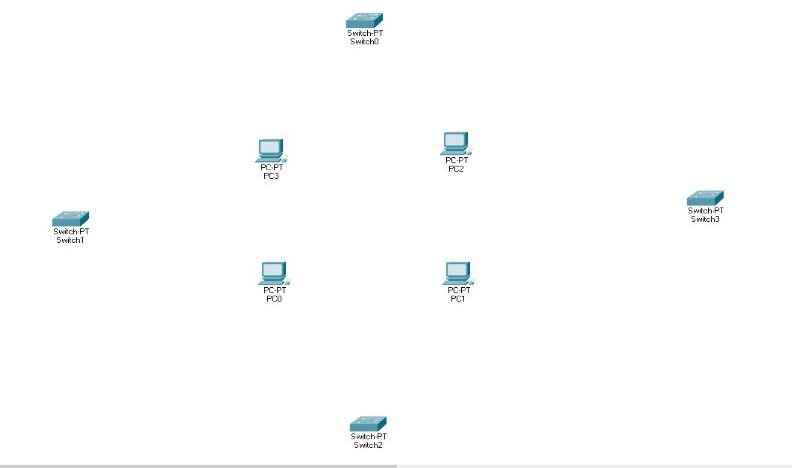 Switch-PT
Switch0
PC-PT
PC3
PC-PT
PC2
Switch-PT
Switch1
Switch-PT
Switch3
PC-PT
PC0
PC-PT
PC1
Switch-PT
Switch2